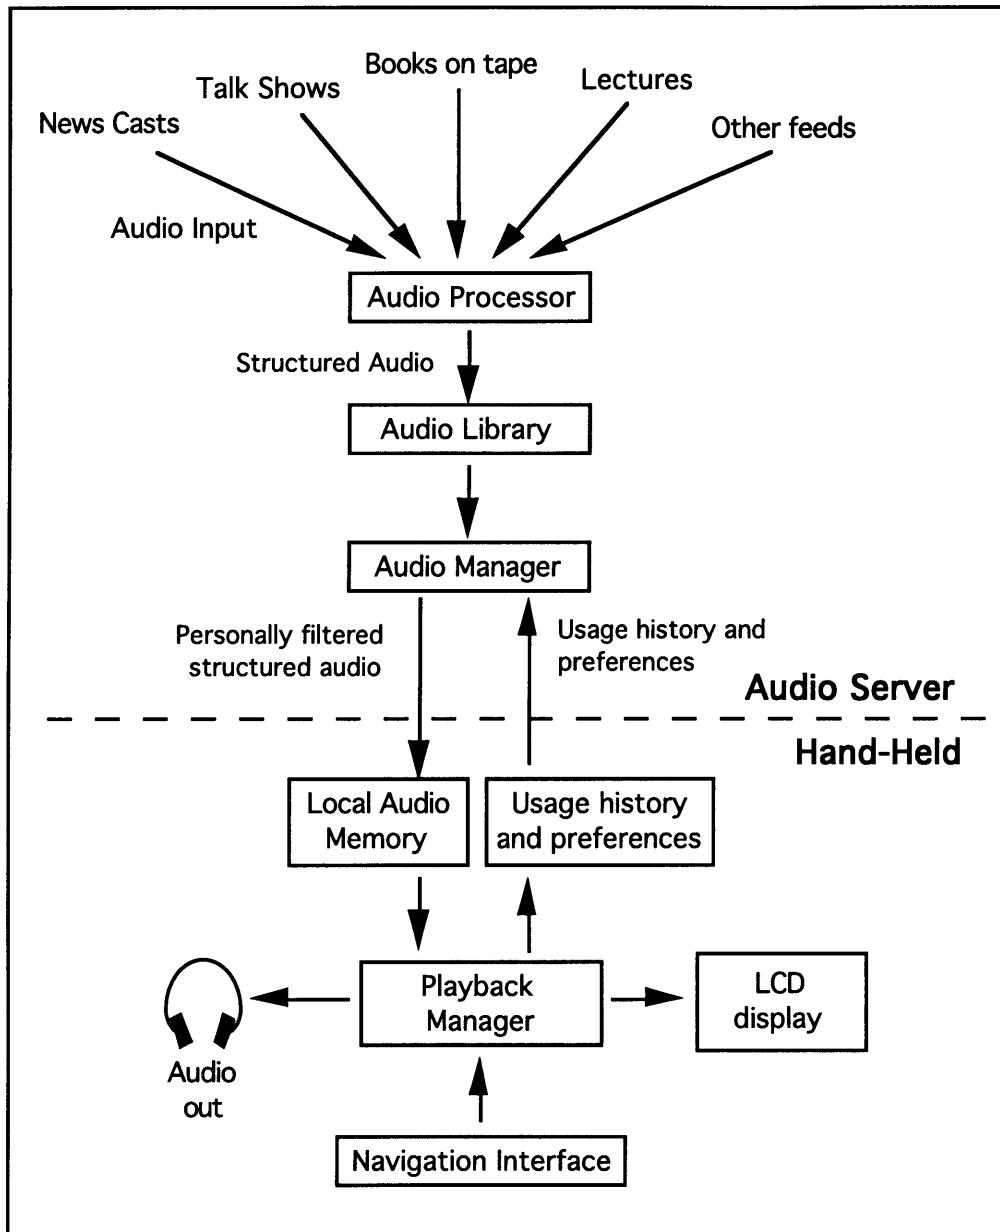 Books on tape
Talk Shows
Lectures
News Casts
Other feeds
Audio Input
Audio Processor
Structured Audio
Audio Library
Audio Manager
Personally filtered
structured audio
Usage history and
preferences
Audio Server
Hand-Held
Local Audio
Memory
Usage history
and preferences
Playback
Manager
LCD
display
Audio
out
Navigation Interface